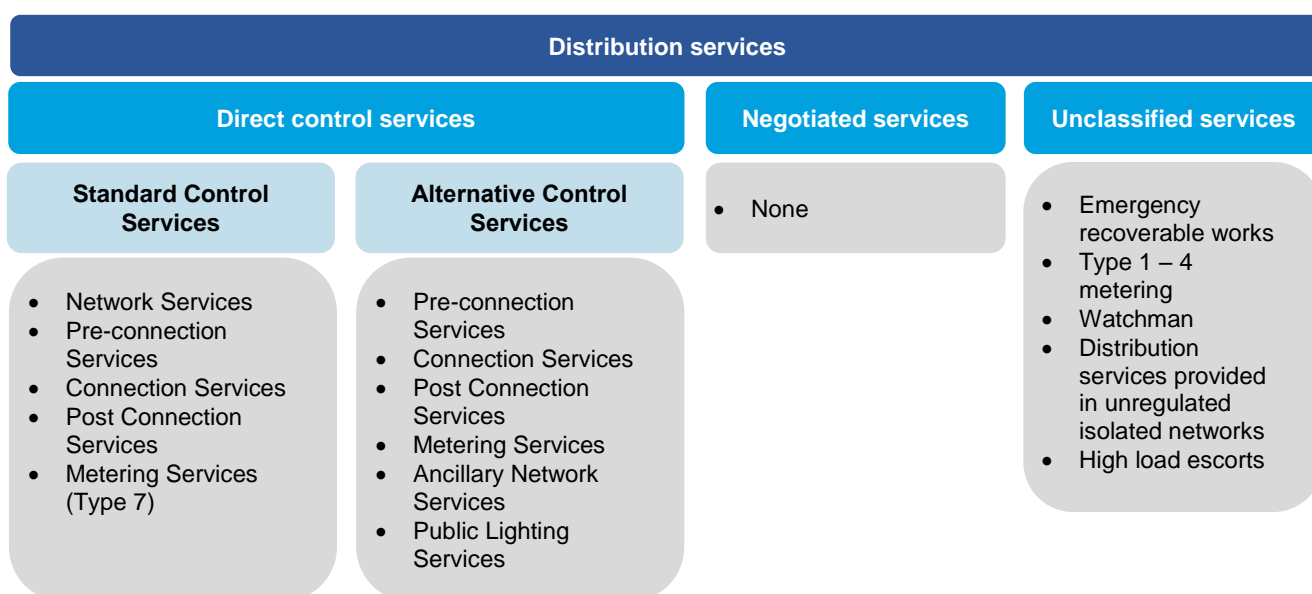 Distribution services
Direct control services
Negotiated services
Unclassified services
Standard Control
Services
Alternative Control
Services
• None
• Emergency
recoverable works
• Type 1 – 4
metering
• Watchman
• Distribution
services provided
in unregulated
isolated networks
• High load escorts
• Network Services
• Pre-connection
Services
• Connection Services
• Post Connection
Services
• Metering Services
(Type 7)
• Pre-connection
Services
• Connection Services
• Post Connection
Services
• Metering Services
• Ancillary Network
Services
• Public Lighting
Services